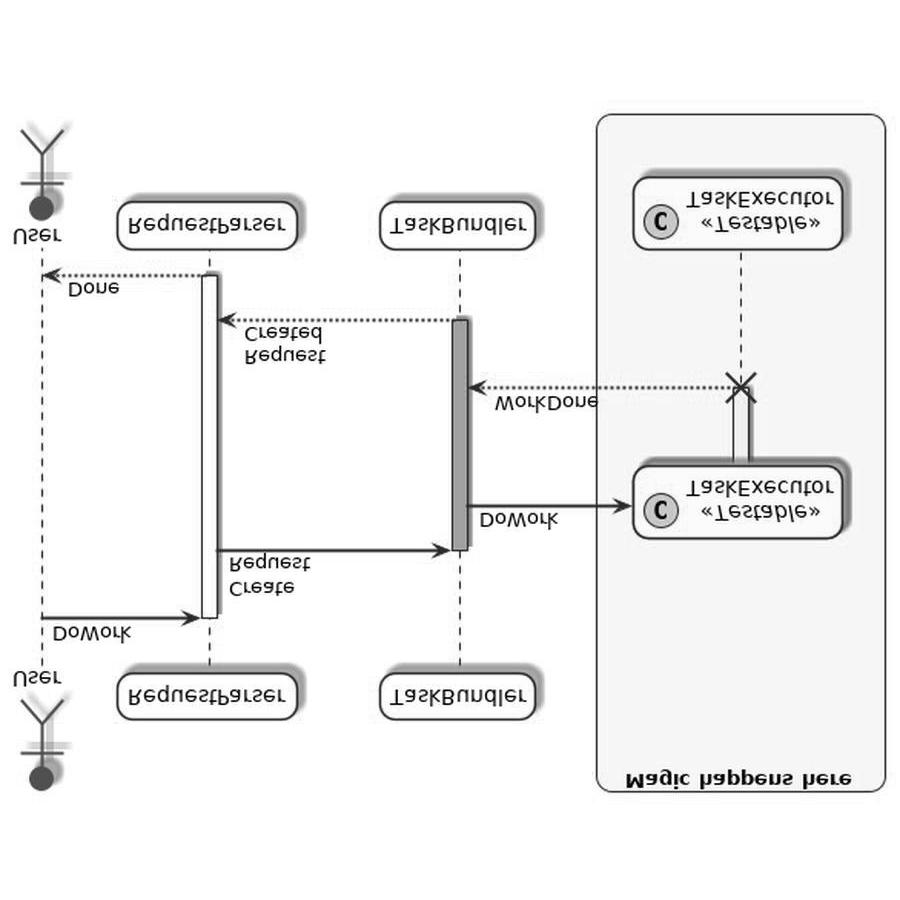 Magic happens here
User
RequestParser
TaskBundler
DoWork
Create
Request
DoWork
C
«Testable»
TaskExecutor
WorkDone
Request
Created
Done
User
RequestParser
TaskBundler
C
«Testable»
TaskExecutor